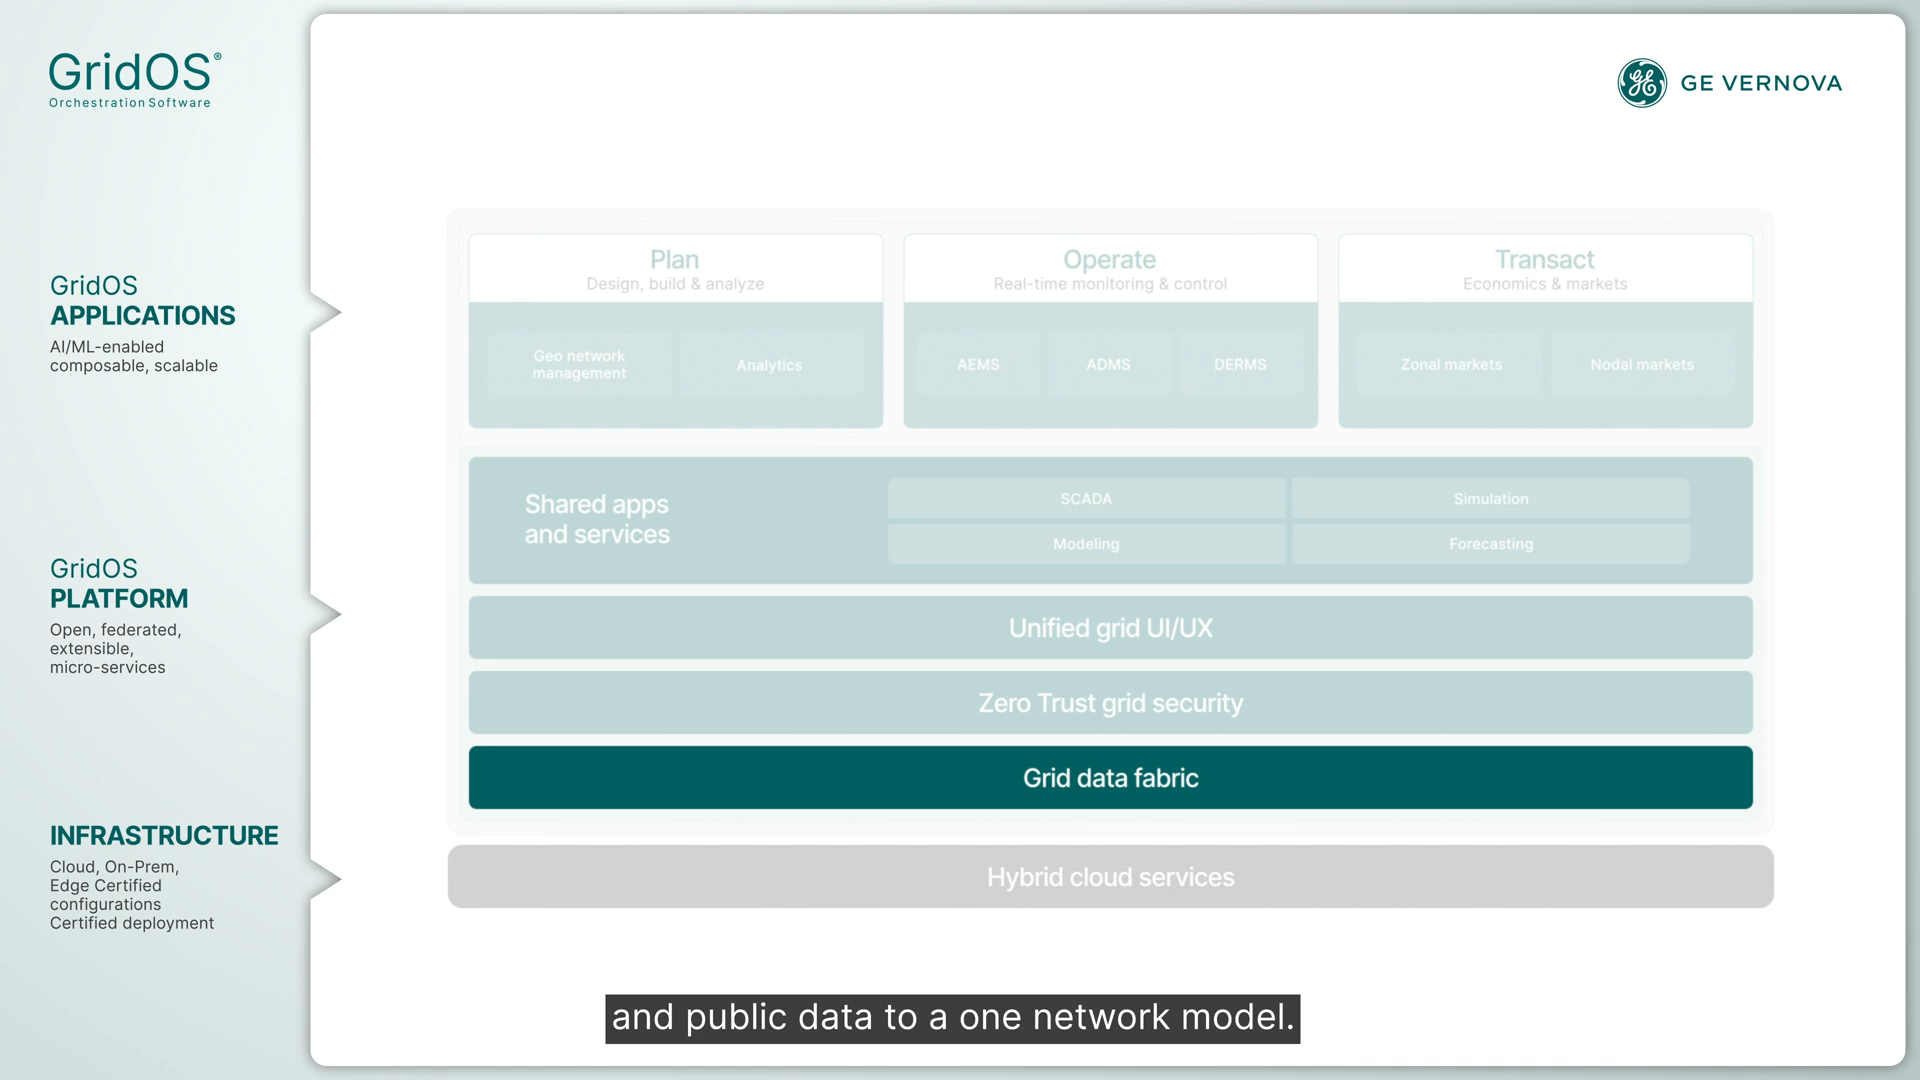 GridOS®
Orchestration Software
GE VERNOVA
GridOS
APPLICATIONS
AI/ML-enabled
composable, scalable
GridOS
PLATFORM
Open, federated,
extensible,
micro-services
INFRASTRUCTURE
Cloud, On-Prem,
Edge Certified
configurations
Certified deployment
Plan
Design, build & analyze
Geo network
management
Analytics
Operate
Real-time monitoring & control
AEMS
ADMS
DERMS
Transact
Economics & markets
Zonal markets
Nodal markets
Shared apps
and services
SCADA
Simulation
Modeling
Forecasting
Unified grid UI/UX
Zero Trust grid security
Grid data fabric
Hybrid cloud services
and public data to a one network model.